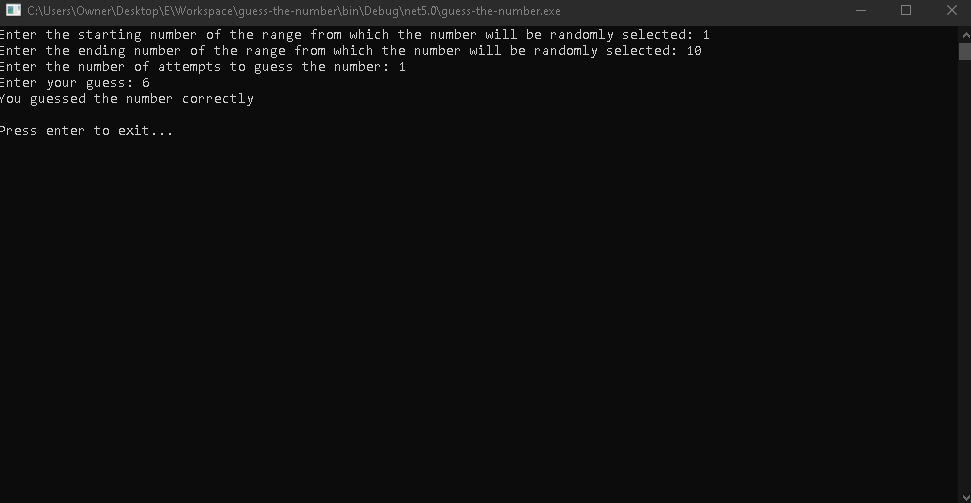 C:\Users\Owner\Desktop\E\Workspace\guess-the-number\bin\Debug\net5.0\guess-the-number.exe
Enter the starting number of the range from which the number will be randomly selected: 1
Enter the ending number of the range from which the number will be randomly selected: 10
Enter the number of attempts to guess the number: 1
Enter your guess: 6
You guessed the number correctly
Press enter to exit...